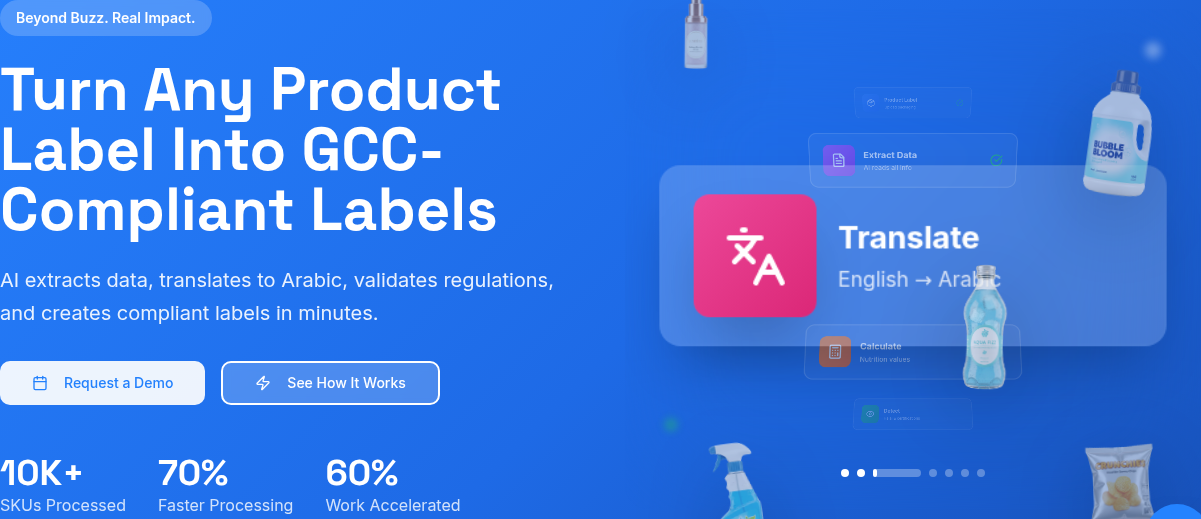 Beyond Buzz. Real Impact.
Turn Any Product
Label Into GCC-
Compliant Labels
AI extracts data, translates to Arabic, validates regulations,
and creates compliant labels in minutes.
Request a Demo
See How It Works
10K+
SKUs Processed
70%
Faster Processing
60%
Work Accelerated
Product Label
Extract Data
AI reads all info
Translate
English → Arabic
Calculate
Nutrition values
Detect
BUBBLE
BLOOM